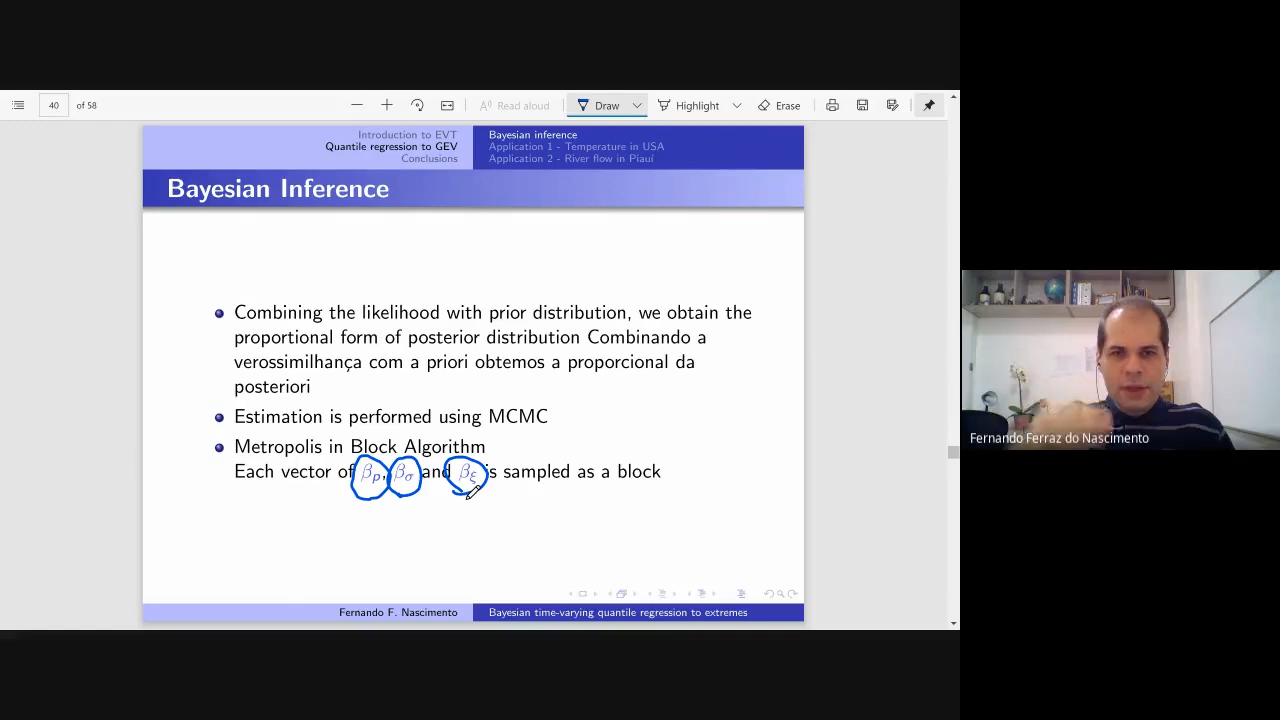 40 of 58
Read aloud
Draw
Highlight
Erase
Introduction to EVT
Quantile regression to GEV
Conclusions
Bayesian inference
Application 1 - Temperature in USA
Application 2 - River flow in Piauí
Bayesian Inference
Combining the likelihood with prior distribution, we obtain the
proportional form of posterior distribution Combinando a
verossimilhança com a priori obtemos a proporcional da
posteriori
Estimation is performed using MCMC
Metropolis in Block Algorithm
Each vector of βp, βσ and βξ is sampled as a block
Fernando F. Nascimento
Bayesian time-varying quantile regression to extremes
Fernando Ferraz do Nascimento